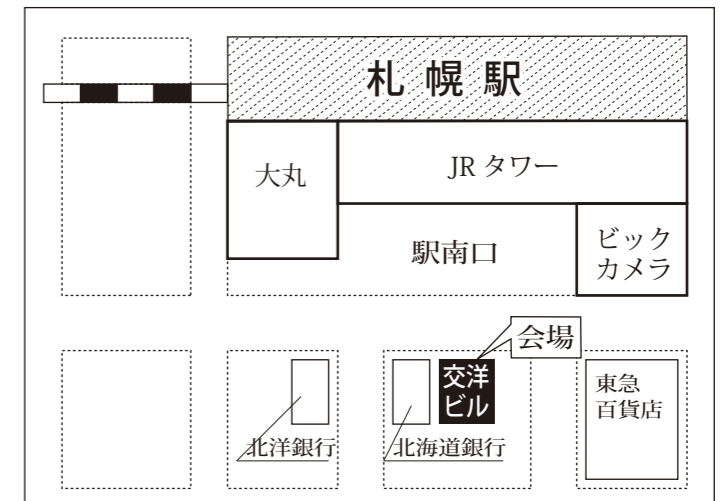 札幌駅
大丸
JR タワー
駅南口
ビック
カメラ
会場
交洋
ビル
東急
百貨店
北洋銀行
北海道銀行